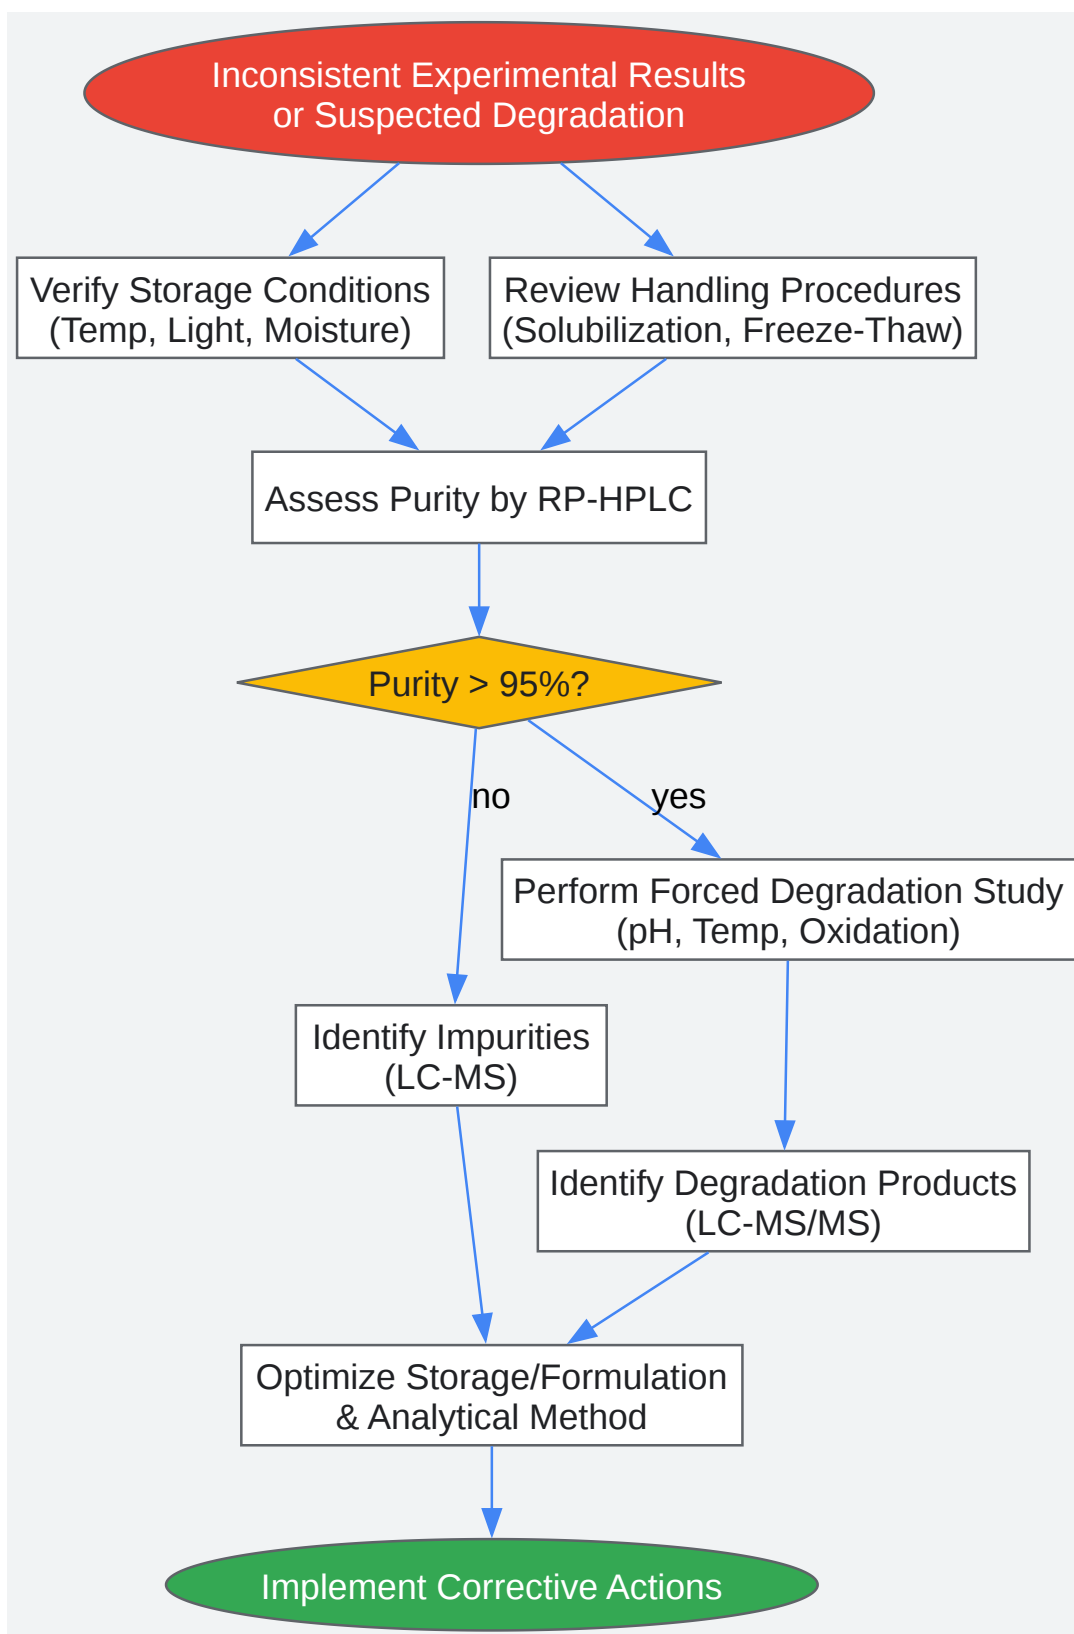 Inconsistent Experimental Results
or Suspected Degradation
Verify Storage Conditions
(Temp, Light, Moisture)
Review Handling Procedures
(Solubilization, Freeze-Thaw)
Assess Purity by RP-HPLC
Purity > 95%?
no
yes
Perform Forced Degradation Study
(pH, Temp, Oxidation)
Identify Impurities
(LC-MS)
Identify Degradation Products
(LC-MS/MS)
Optimize Storage/Formulation
& Analytical Method
Implement Corrective Actions